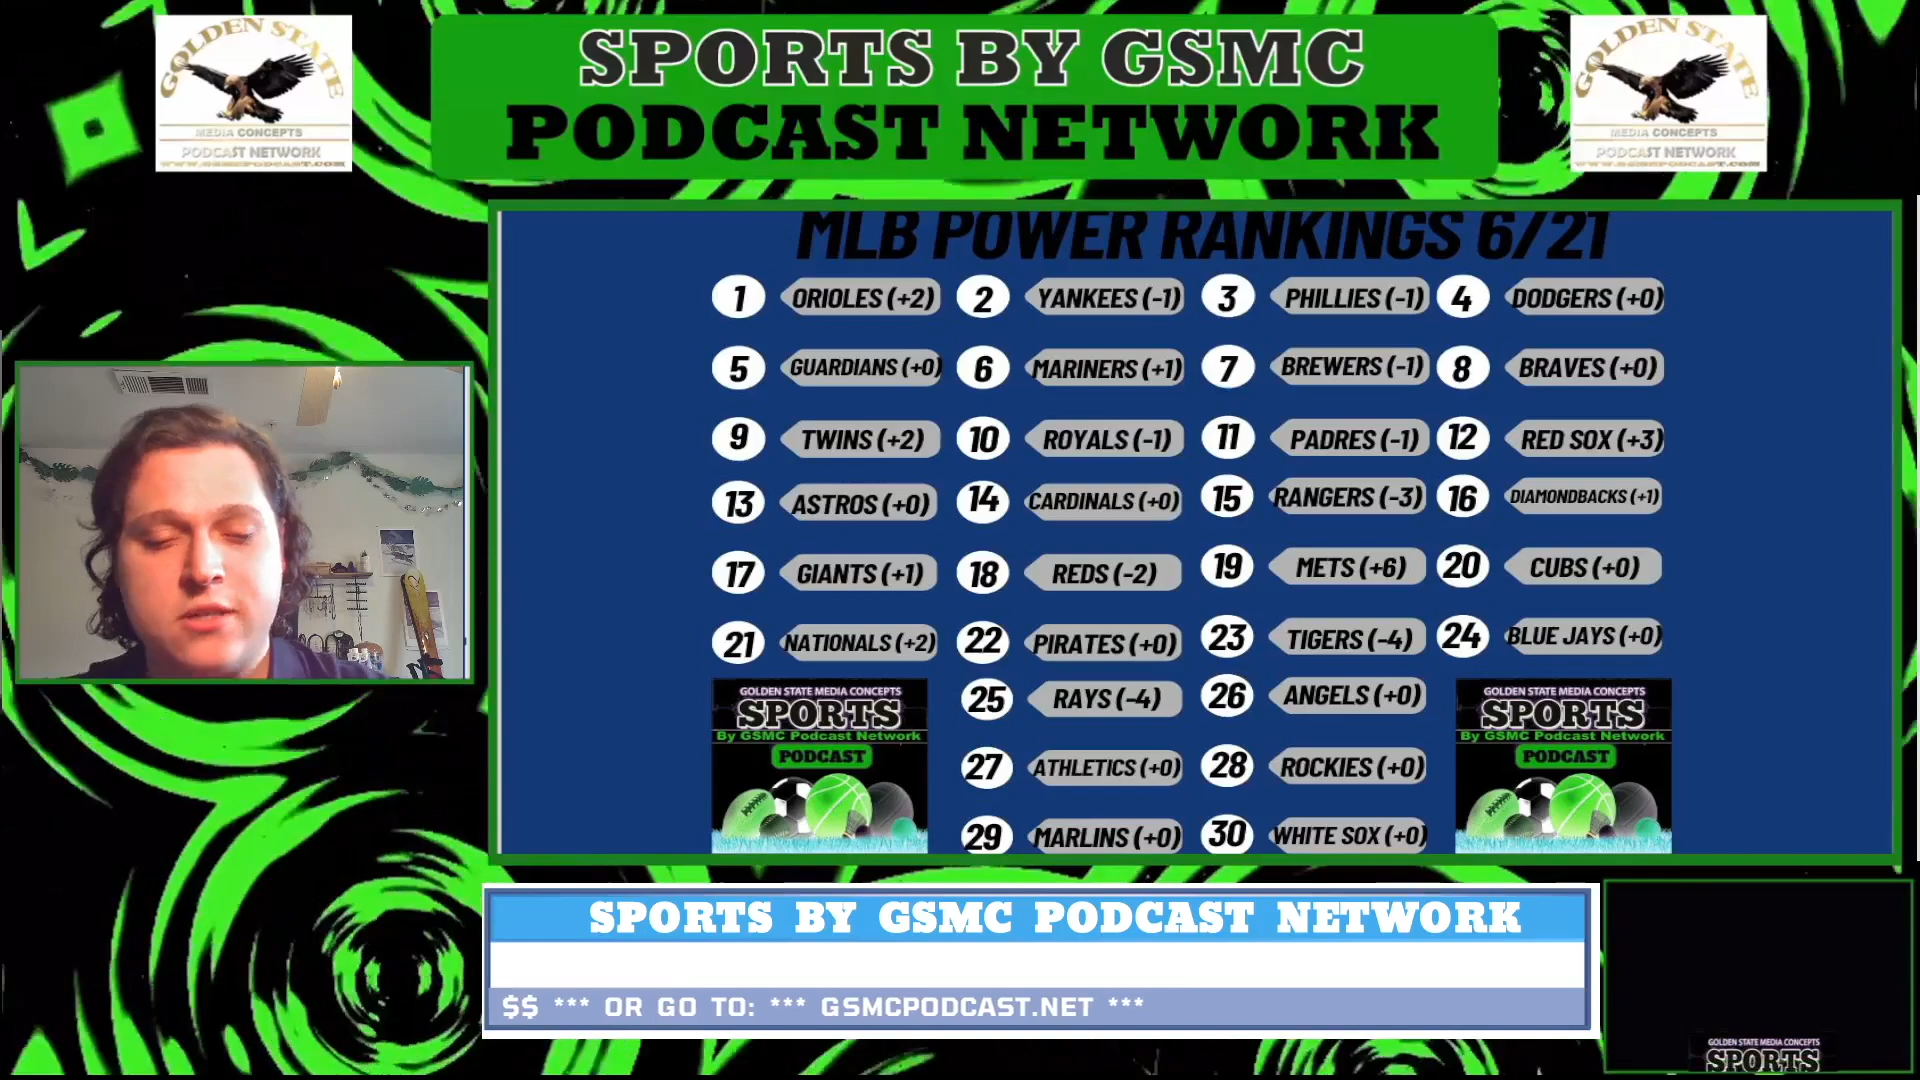 GOLDEN STATE
MEDIA CONCEPTS
PODCAST NETWORK
WWW.GSMCPODCAST.COM
SPORTS BY GSMC
PODCAST NETWORK
GOLDEN STATE
MEDIA CONCEPTS
PODCAST NETWORK
WWW.GSMCPODCAST.COM
MLB POWER RANKINGS 6/21
1 ORIOLES (+2) 2 YANKEES (-1) 3 PHILLIES (-1) 4 DODGERS (+0)
5 GUARDIANS (+0) 6 MARINERS (+1) 7 BREWERS (-1) 8 BRAVES (+0)
9 TWINS (+2) 10 ROYALS (-1) 11 PADRES (-1) 12 RED SOX (+3)
13 ASTROS (+0) 14 CARDINALS (+0) 15 RANGERS (-3) 16 DIAMONDBACKS (+1)
17 GIANTS (+1) 18 REDS (-2) 19 METS (+6) 20 CUBS (+0)
21 NATIONALS (+2) 22 PIRATES (+0) 23 TIGERS (-4) 24 BLUE JAYS (+0)
25 RAYS (-4) 26 ANGELS (+0)
27 ATHLETICS (+0) 28 ROCKIES (+0)
29 MARLINS (+0) 30 WHITE SOX (+0)
GOLDEN STATE MEDIA CONCEPTS
SPORTS
By GSMC Podcast Network
PODCAST
GOLDEN STATE MEDIA CONCEPTS
SPORTS
By GSMC Podcast Network
PODCAST
SPORTS BY GSMC PODCAST NETWORK
$$ *** OR GO TO: *** GSMCPODCAST.NET ***
GOLDEN STATE MEDIA CONCEPTS
SPORTS